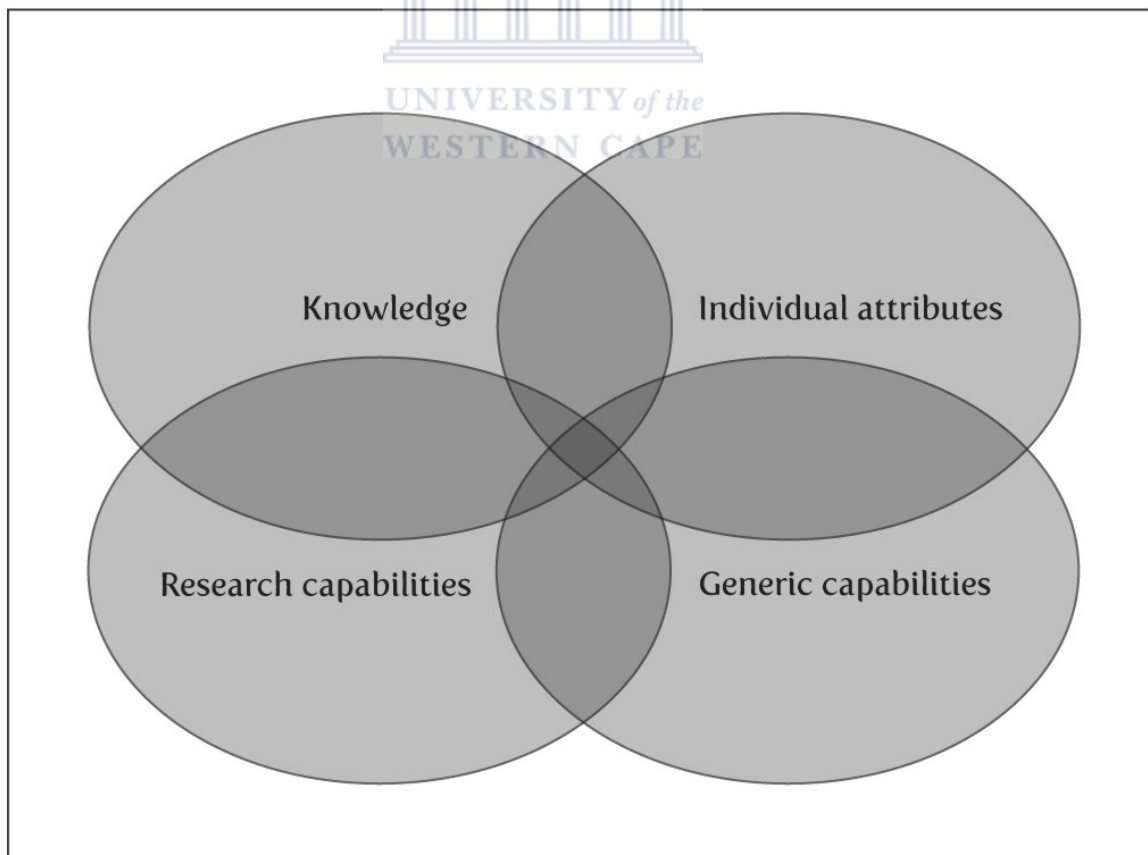 UNIVERSITY of the
WESTERN CAPE
Knowledge
Individual attributes
Research capabilities
Generic capabilities